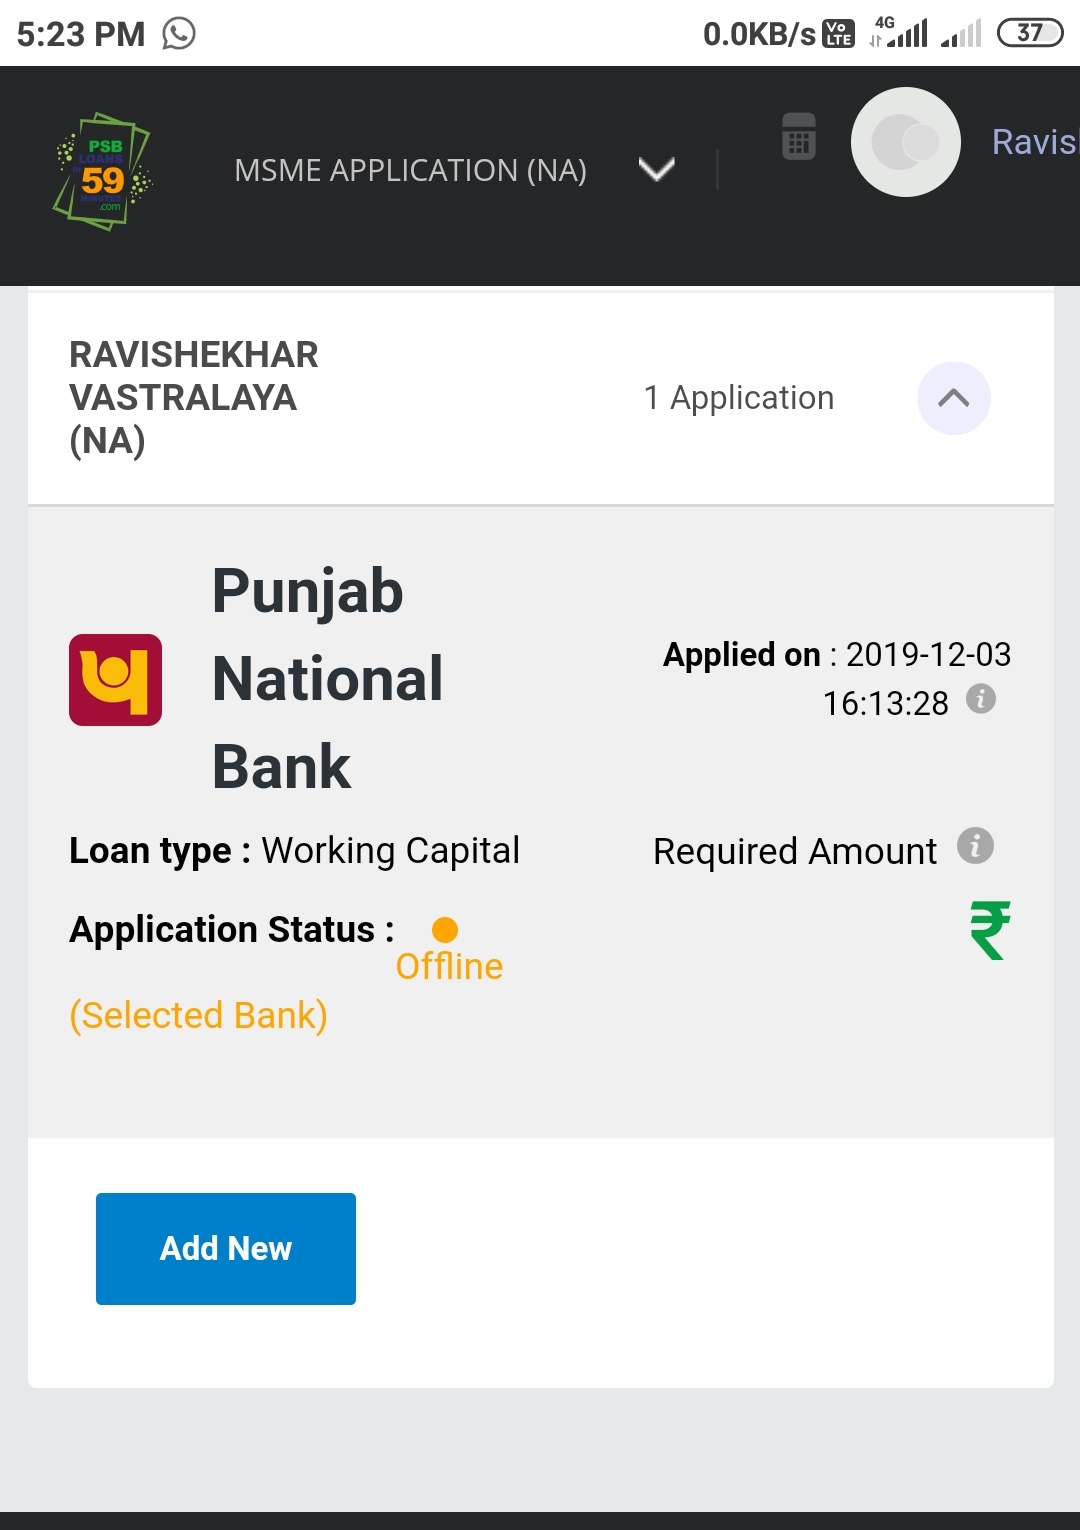 5:23 PM
0.0KB/s Vo LTE 4G 37
PSB
LOANS
IN
59
MINUTES
.com
MSME APPLICATION (NA)
Ravis
RAVISHEKHAR
VASTRALAYA
(NA)
1 Application
Punjab
National
Bank
Applied on : 2019-12-03
16:13:28 i
Loan type : Working Capital
Required Amount i
Application Status :
Offline
₹
(Selected Bank)
Add New